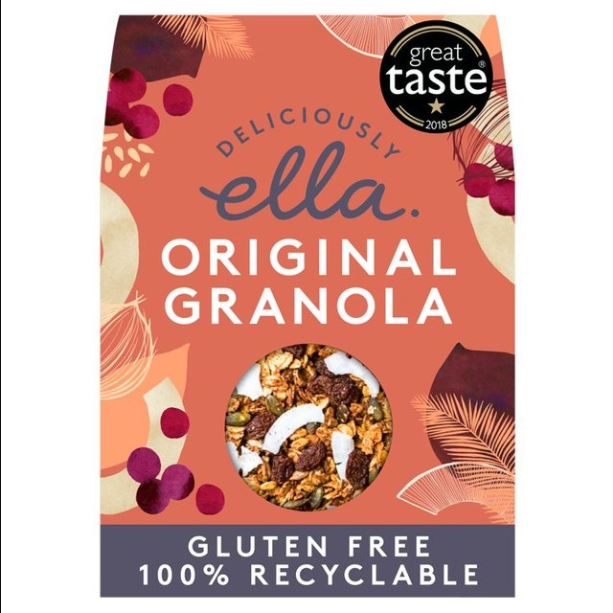 great
taste®
2018
DELICIOUSLY
ella.
ORIGINAL
GRANOLA
GLUTEN FREE
100% RECYCLABLE